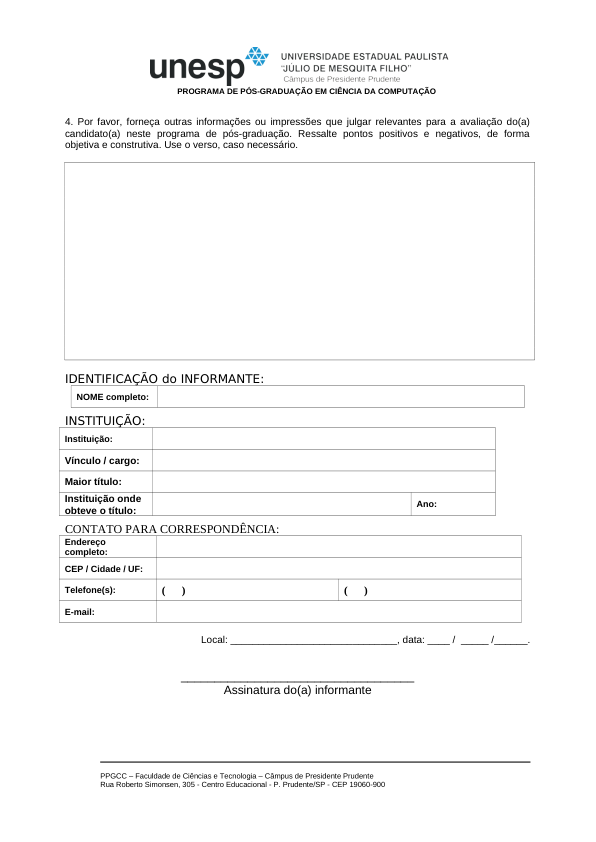 unesp
UNIVERSIDADE ESTADUAL PAULISTA
"JÚLIO DE MESQUITA FILHO"
Câmpus de Presidente Prudente
PROGRAMA DE PÓS-GRADUAÇÃO EM CIÊNCIA DA COMPUTAÇÃO
4. Por favor, forneça outras informações ou impressões que julgar relevantes para a avaliação do(a)
candidato(a) neste programa de pós-graduação. Ressalte pontos positivos e negativos, de forma
objetiva e construtiva. Use o verso, caso necessário.
IDENTIFICAÇÃO do INFORMANTE:
NOME completo:
INSTITUIÇÃO:
Instituição:
Vínculo / cargo:
Maior título:
Instituição onde
obteve o título:
Ano:
CONTATO PARA CORRESPONDÊNCIA:
Endereço
completo:
CEP / Cidade / UF:
Telefone(s): ( ) ( )
E-mail:
Local: ______________________________, data: ____ / _____ /______.
___________________________________
Assinatura do(a) informante
PPGCC – Faculdade de Ciências e Tecnologia – Câmpus de Presidente Prudente
Rua Roberto Simonsen, 305 - Centro Educacional - P. Prudente/SP - CEP 19060-900